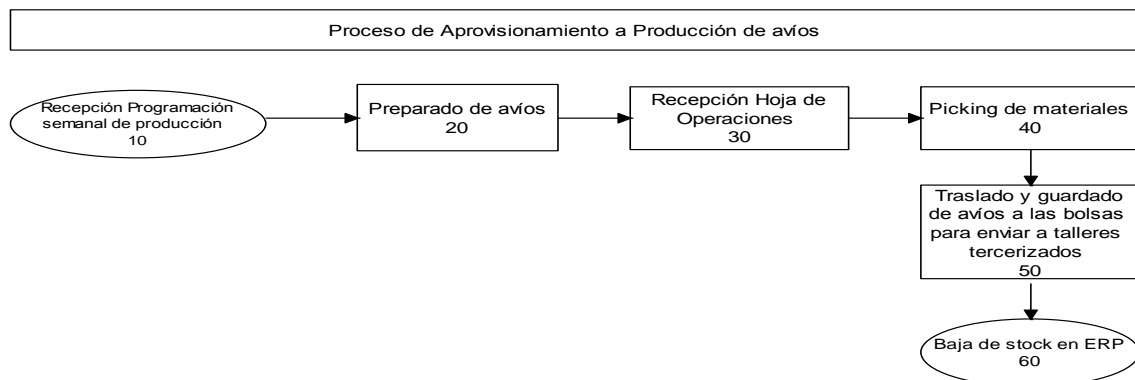 Proceso de Aprovisionamiento a Producción de avíos
Recepción Programación
semanal de producción
10
Preparado de avíos
20
Recepción Hoja de
Operaciones
30
Picking de materiales
40
Traslado y guardado
de avíos a las bolsas
para enviar a talleres
tercerizados
50
Baja de stock en ERP
60